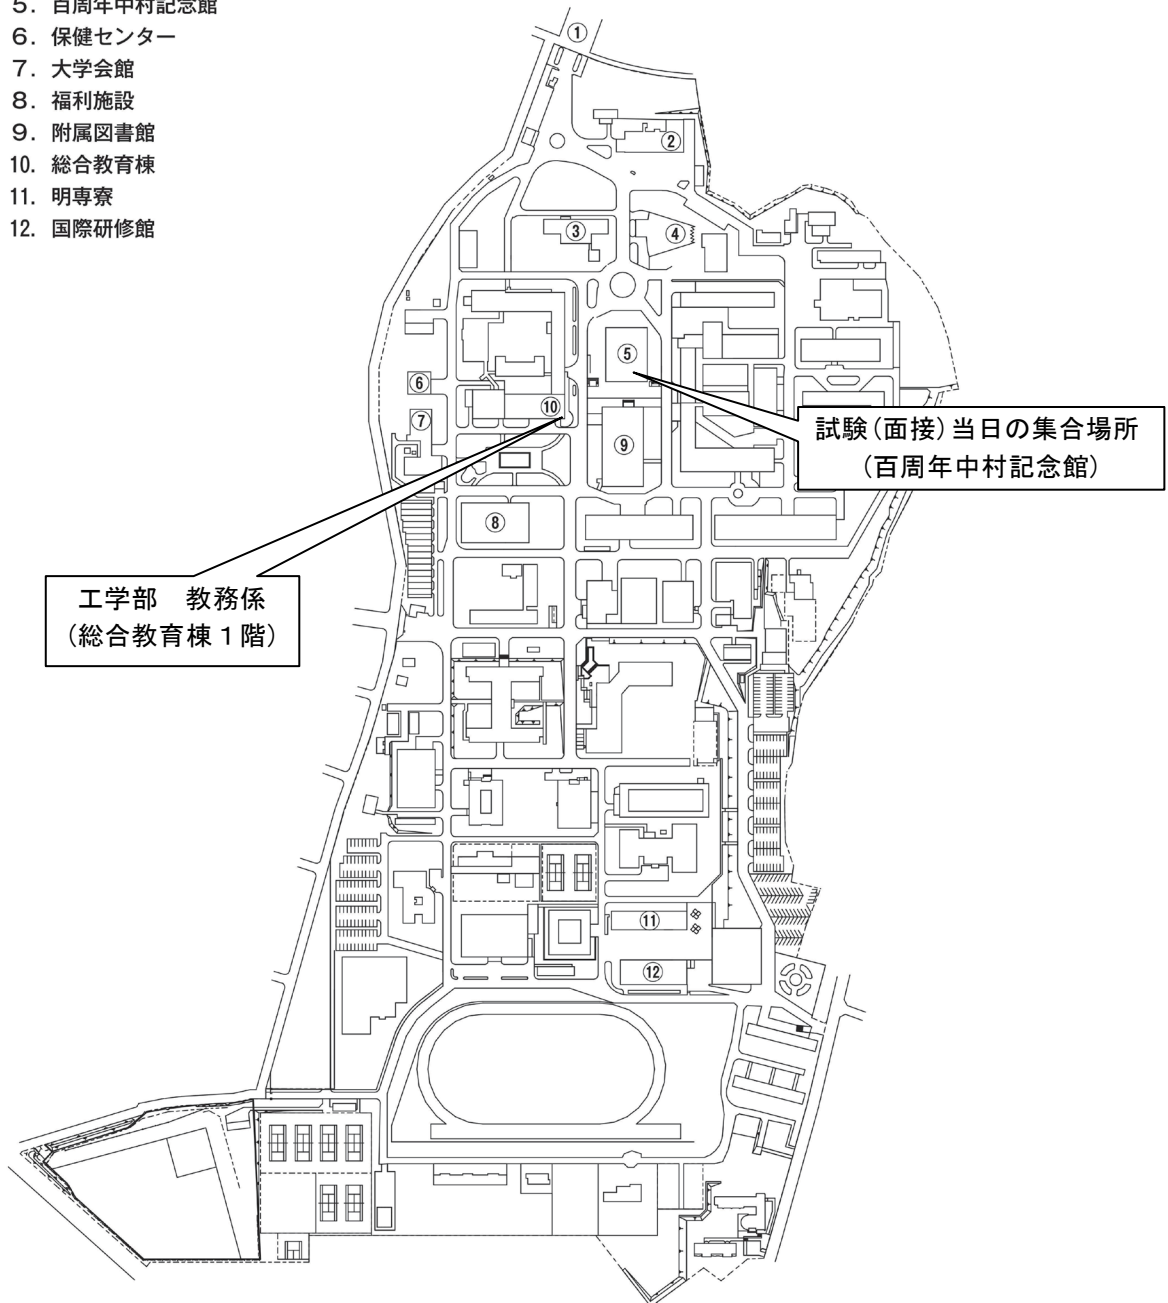 5. 百周年中村記念館
6. 保健センター
7. 大学会館
8. 福利施設
9. 附属図書館
10. 総合教育棟
11. 明専寮
12. 国際研修館
①
②
③
④
⑤
⑥
⑩
⑦
⑨
試験（面接）当日の集合場所
（百周年中村記念館）
⑧
工学部　教務係
（総合教育棟１階）
⑪
⑫